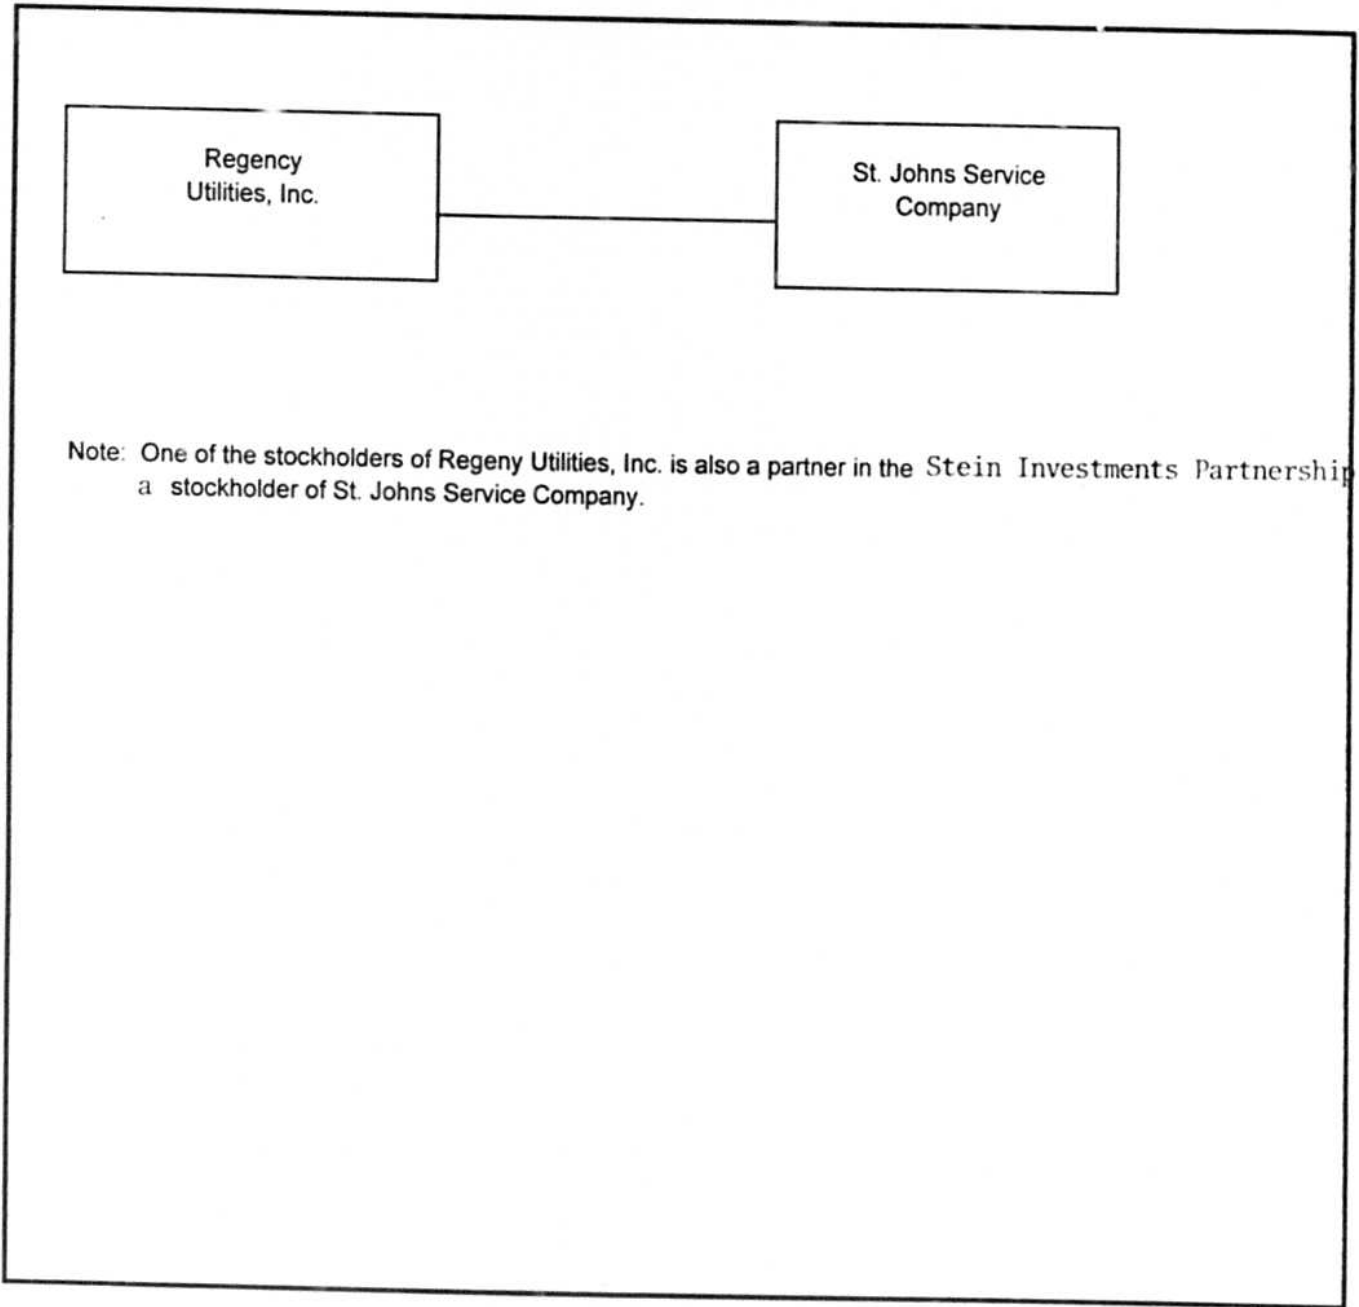 Regency
Utilities, Inc.
St. Johns Service
Company
Note: One of the stockholders of Regeny Utilities, Inc. is also a partner in the Stein Investments Partnership
a stockholder of St. Johns Service Company.